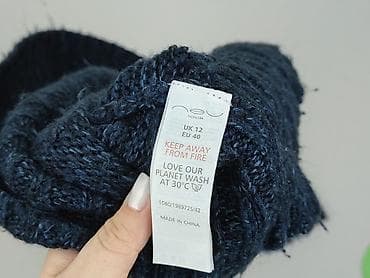 new
UK 12
EU 40
KEEP AWAY
FROM FIRE
LOVE OUR
PLANET WASH
AT 30°C
MADE IN CHINA